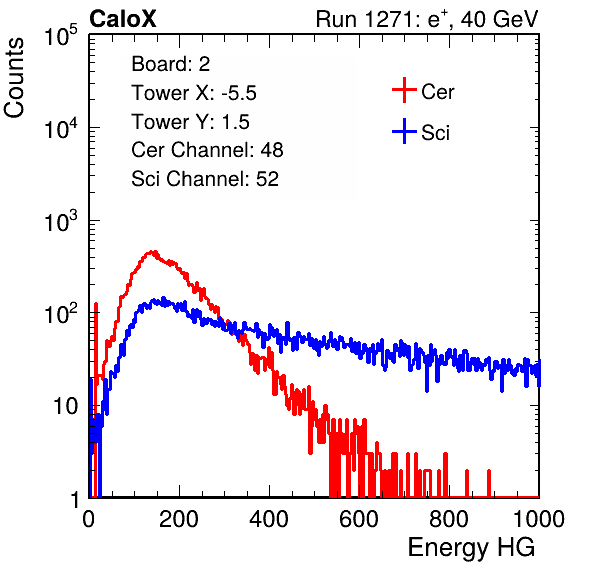 CaloX
Run 1271: e⁺, 40 GeV
Counts
10⁵
10⁴
10³
10²
10
1
Board: 2
Tower X: -5.5
Tower Y: 1.5
Cer Channel: 48
Sci Channel: 52
Cer
Sci
0 200 400 600 800 1000
Energy HG